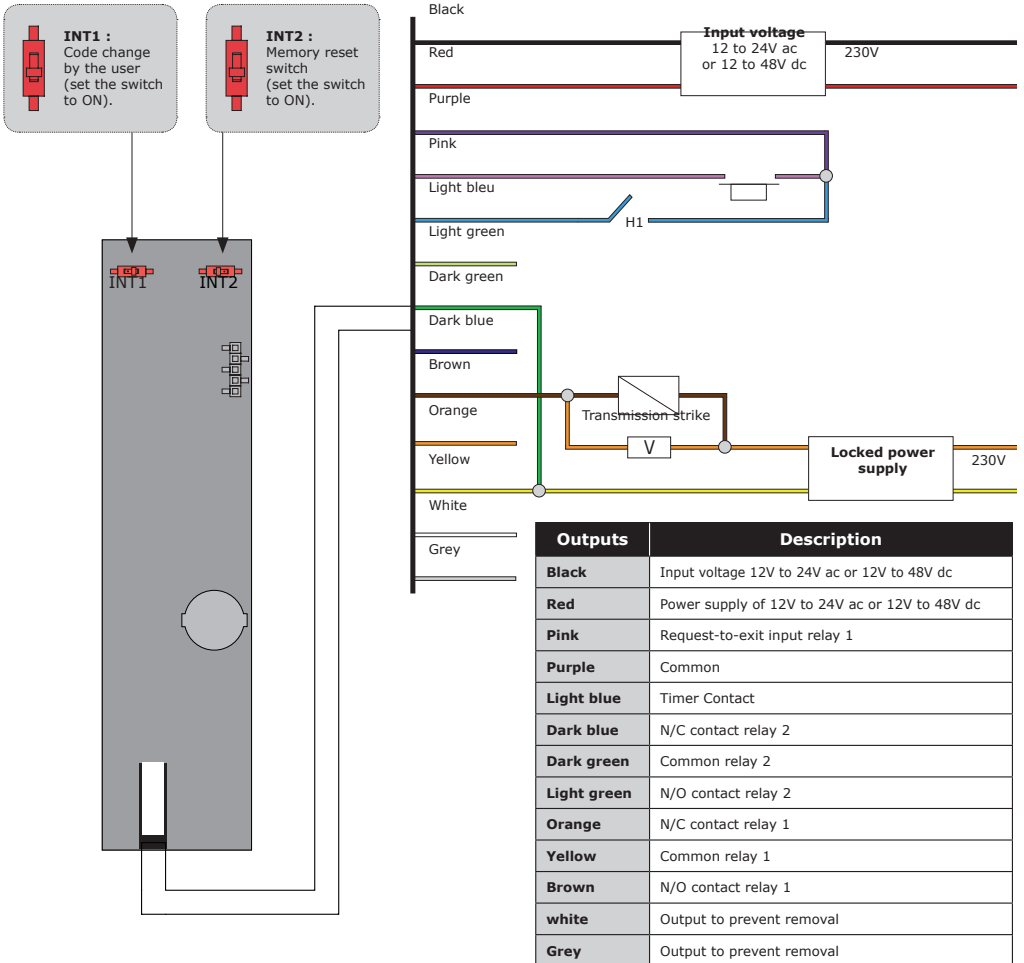 INT1 :
Code change
by the user
(set the switch
to ON).
INT2 :
Memory reset
switch
(set the switch
to ON).
INT1
INT2
Black
Red
Purple
Pink
Light bleu
Light green
Dark green
Dark blue
Brown
Orange
Yellow
White
Grey
Input voltage
12 to 24V ac
or 12 to 48V dc
230V
H1
Transmission strike
V
Locked power
supply
230V
Outputs Description
Black Input voltage 12V to 24V ac or 12V to 48V dc
Red Power supply of 12V to 24V ac or 12V to 48V dc
Pink Request-to-exit input relay 1
Purple Common
Light blue Timer Contact
Dark blue N/C contact relay 2
Dark green Common relay 2
Light green N/O contact relay 2
Orange N/C contact relay 1
Yellow Common relay 1
Brown N/O contact relay 1
white Output to prevent removal
Grey Output to prevent removal